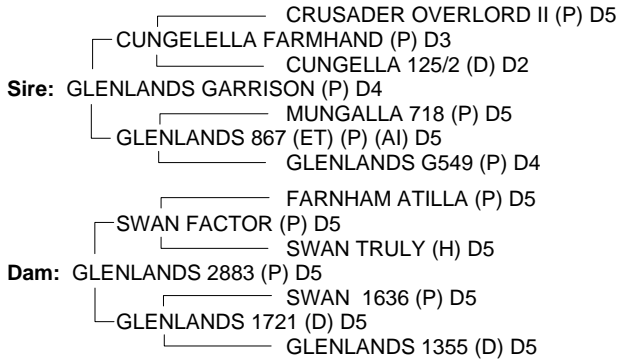 CRUSADER OVERLORD II (P) D5
CUNGELELLA FARMHAND (P) D3
CUNGELLA 125/2 (D) D2
Sire: GLENLANDS GARRISON (P) D4
MUNGALLA 718 (P) D5
GLENLANDS 867 (ET) (P) (AI) D5
GLENLANDS G549 (P) D4
FARNHAM ATILLA (P) D5
SWAN FACTOR (P) D5
SWAN TRULY (H) D5
Dam: GLENLANDS 2883 (P) D5
SWAN 1636 (P) D5
GLENLANDS 1721 (D) D5
GLENLANDS 1355 (D) D5